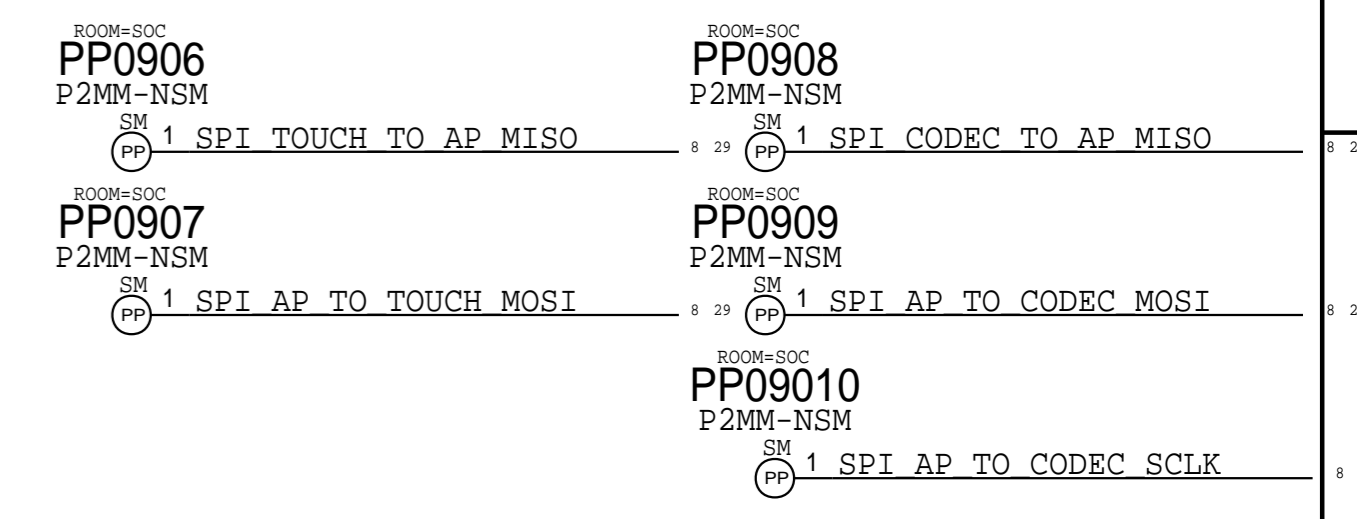 ROOM=SOC
PP0906
P2MM-NSM
SM
PP 1 SPI_TOUCH_TO_AP_MISO 8 29
ROOM=SOC
PP0907
P2MM-NSM
SM
PP 1 SPI_AP_TO_TOUCH_MOSI 8 29
ROOM=SOC
PP0908
P2MM-NSM
SM
PP 1 SPI_CODEC_TO_AP_MISO 8 2
ROOM=SOC
PP0909
P2MM-NSM
SM
PP 1 SPI_AP_TO_CODEC_MOSI 8 2
ROOM=SOC
PP09010
P2MM-NSM
SM
PP 1 SPI_AP_TO_CODEC_SCLK 8